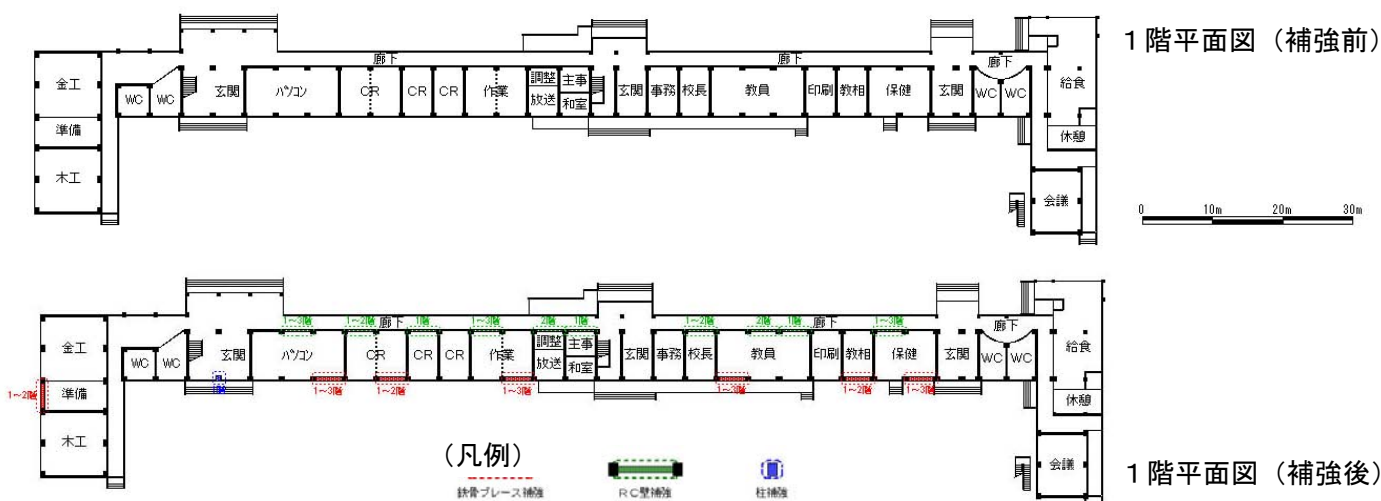 1階平面図（補強前）
廊下
廊下
廊下
金工
準備
木工
WC
WC
玄関
パソコン
CR
CR
CR
作業
調整
放送
主事
和室
玄関
事務
校長
教員
印刷
教相
保健
玄関
WC
WC
給食
休憩
会議
0 10m 20m 30m
1～3階
1～2階
1階
1～3階
2階
1階
1～2階
2階
1階
1～3階
廊下
廊下
廊下
金工
準備
木工
WC
WC
玄関
パソコン
CR
CR
CR
作業
調整
放送
主事
和室
玄関
事務
校長
教員
印刷
教相
保健
玄関
WC
WC
給食
休憩
会議
1～2階
1～3階
1～2階
1～3階
1～3階
1～2階
1～3階
（凡例）
鉄骨ブレース補強
RC壁補強
柱補強
1階平面図（補強後）